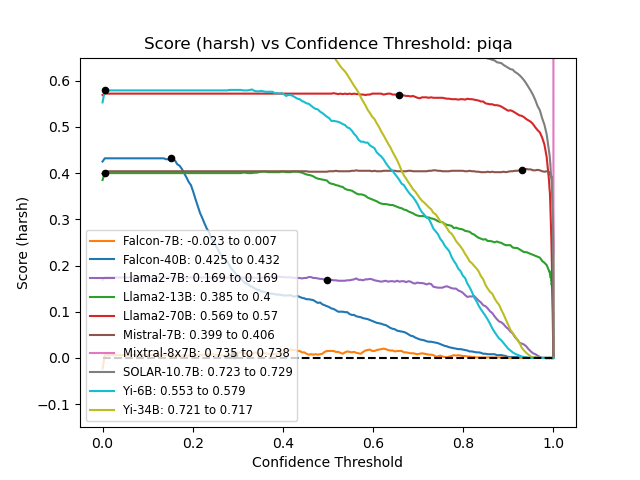 Score (harsh) vs Confidence Threshold: piqa
Score (harsh)
0.6
0.5
0.4
0.3
0.2
0.1
0.0
−0.1
Falcon-7B: -0.023 to 0.007
Falcon-40B: 0.425 to 0.432
Llama2-7B: 0.169 to 0.169
Llama2-13B: 0.385 to 0.4
Llama2-70B: 0.569 to 0.57
Mistral-7B: 0.399 to 0.406
Mixtral-8x7B: 0.735 to 0.738
SOLAR-10.7B: 0.723 to 0.729
Yi-6B: 0.553 to 0.579
Yi-34B: 0.721 to 0.717
0.0 0.2 0.4 0.6 0.8 1.0
Confidence Threshold